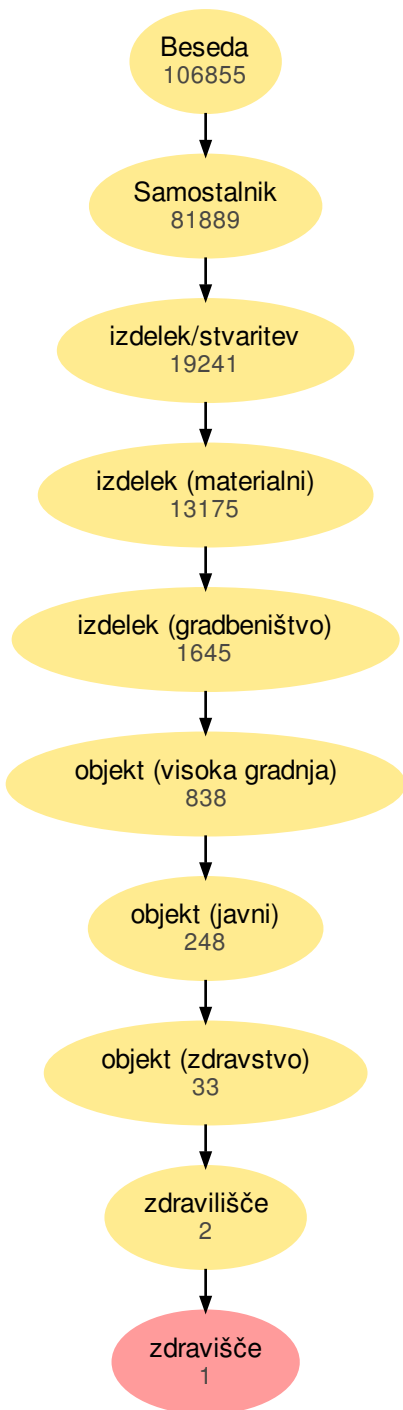 Beseda
106855
Samostalnik
81889
izdelek/stvaritev
19241
izdelek (materialni)
13175
izdelek (gradbeništvo)
1645
objekt (visoka gradnja)
838
objekt (javni)
248
objekt (zdravstvo)
33
zdravilišče
2
zdravišče
1